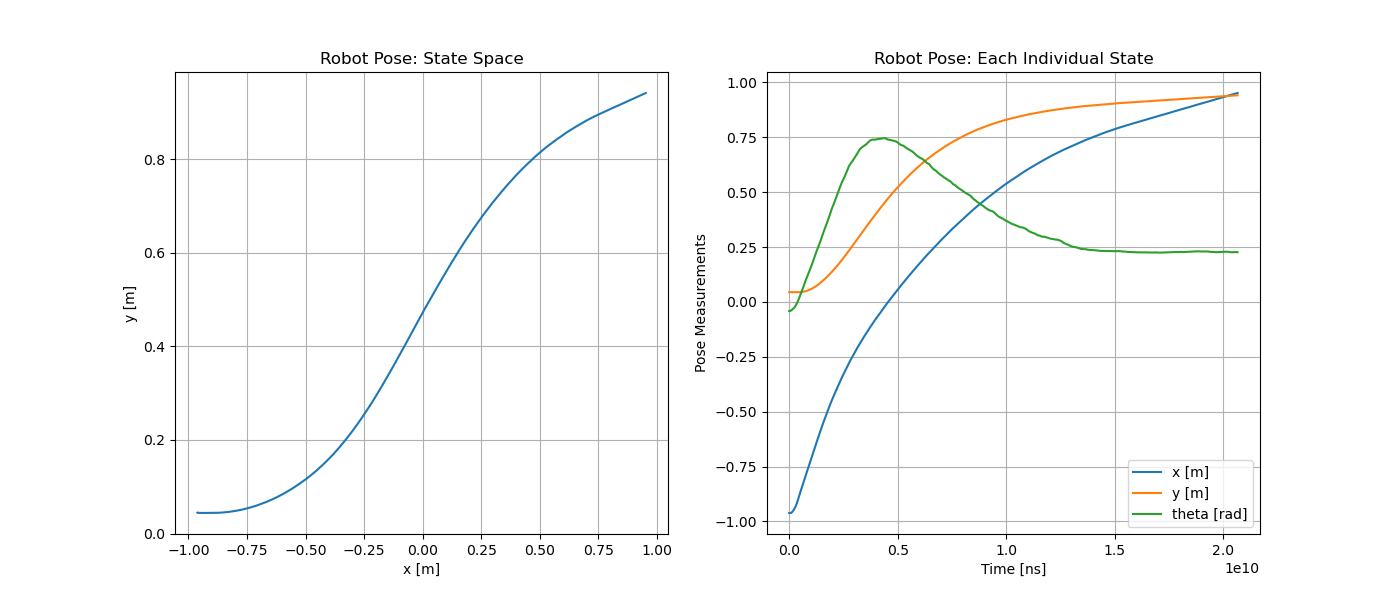 Robot Pose: State Space
y [m]
0.8
0.6
0.4
0.2
0.0
−1.00 −0.75 −0.50 −0.25 0.00 0.25 0.50 0.75 1.00
x [m]
Robot Pose: Each Individual State
Pose Measurements
1.00
0.75
0.50
0.25
0.00
−0.25
−0.50
−0.75
−1.00
x [m]
y [m]
theta [rad]
0.0 0.5 1.0 1.5 2.0
Time [ns]
1e10